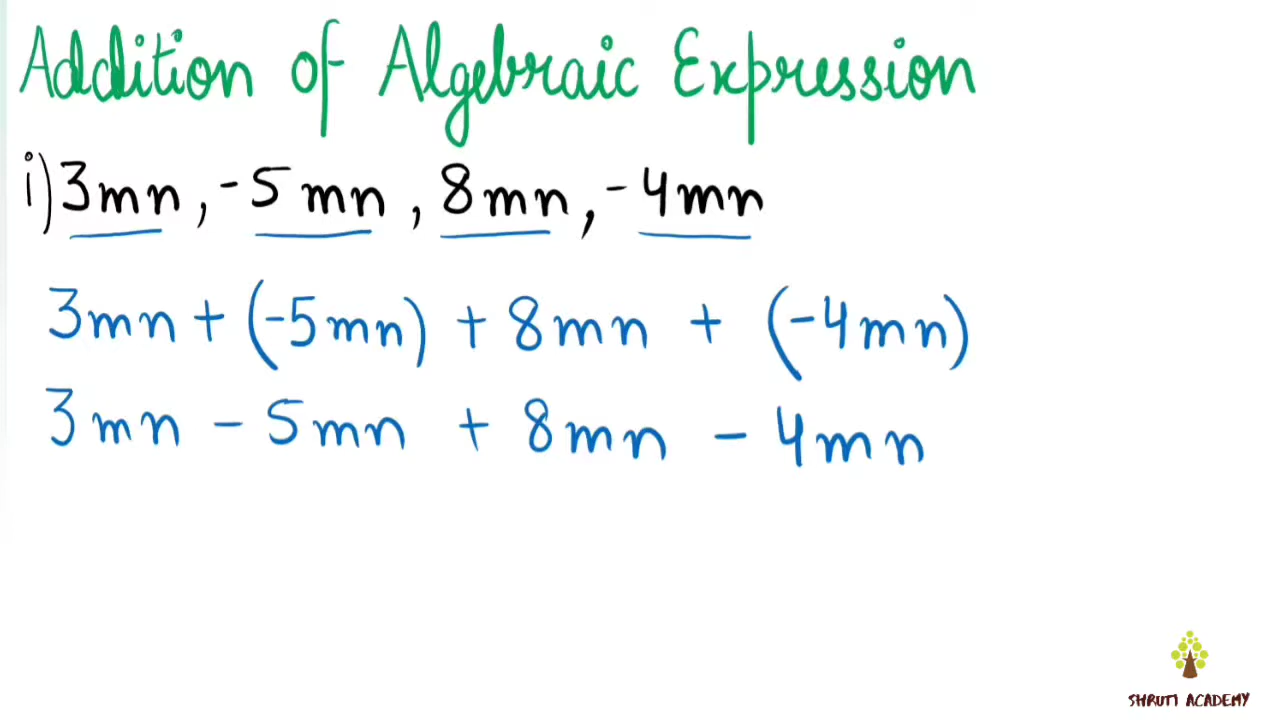 Addition of Algebraic Expression
i) 3mn, -5mn, 8mn, -4mn
3mn + (-5mn) + 8mn + (-4mn)
3mn - 5mn + 8mn - 4mn
SHRUTI ACADEMY